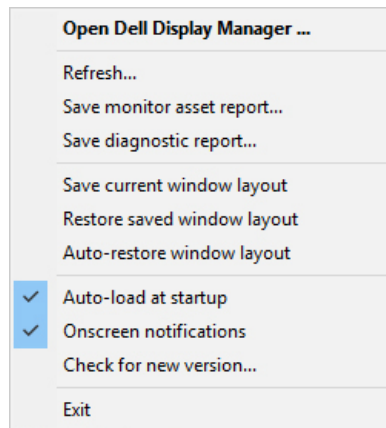 Open Dell Display Manager ...
Refresh...
Save monitor asset report...
Save diagnostic report...
Save current window layout
Restore saved window layout
Auto-restore window layout
Auto-load at startup
Onscreen notifications
Check for new version...
Exit